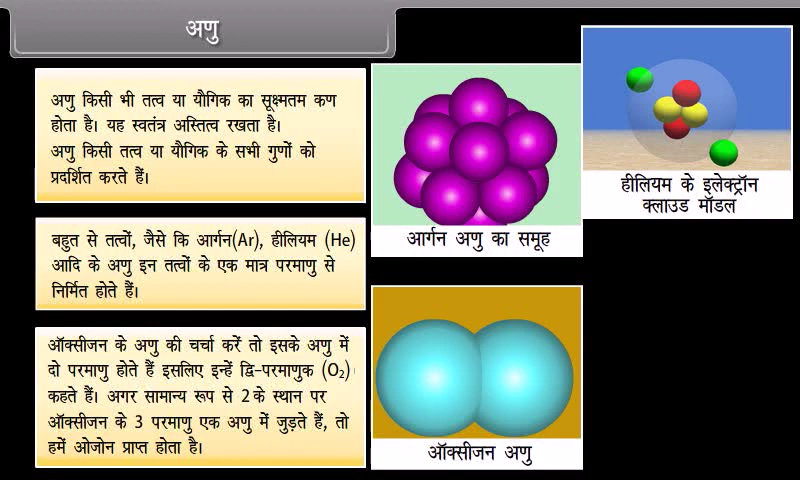 अणु
अणु किसी भी तत्व या यौगिक का सूक्ष्मतम कण
होता है। यह स्वतंत्र अस्तित्व रखता है।
अणु किसी तत्व या यौगिक के सभी गुणों को
प्रदर्शित करते हैं।
बहुत से तत्वों, जैसे कि आर्गन(Ar), हीलियम (He)
आदि के अणु इन तत्वों के एक मात्र परमाणु से
निर्मित होते हैं।
ऑक्सीजन के अणु की चर्चा करें तो इसके अणु में
दो परमाणु होते हैं इसलिए इन्हें द्वि-परमाणुक (O₂)
कहते हैं। अगर सामान्य रूप से 2 के स्थान पर
ऑक्सीजन के 3 परमाणु एक अणु में जुड़ते हैं, तो
हमें ओजोन प्राप्त होता है।
आर्गन अणु का समूह
हीलियम के इलेक्ट्रॉन
क्लाउड मॉडल
ऑक्सीजन अणु